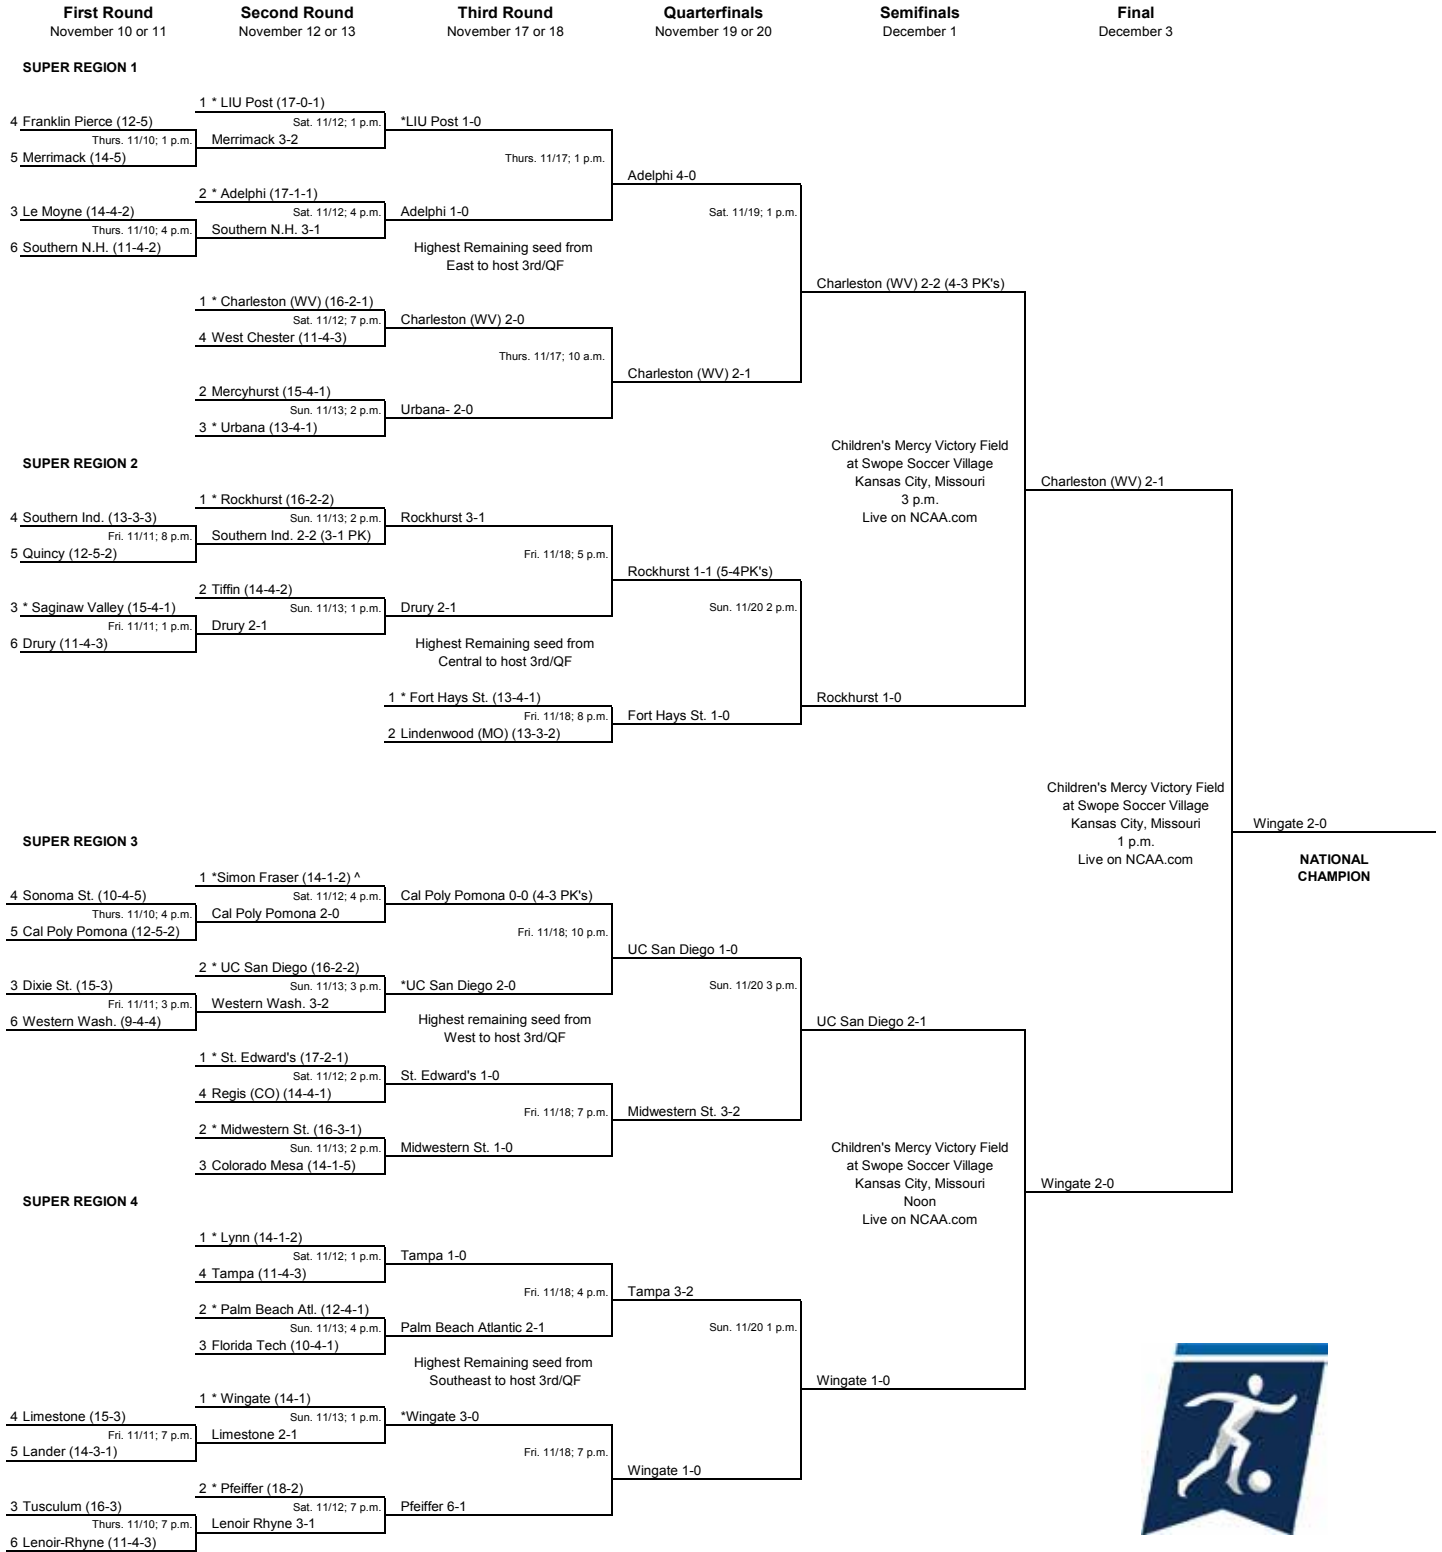 First Round
November 10 or 11
Second Round
November 12 or 13
Third Round
November 17 or 18
Quarterfinals
November 19 or 20
Semifinals
December 1
Final
December 3
SUPER REGION 1
1 * LIU Post (17-0-1)
4 Franklin Pierce (12-5)
Sat. 11/12; 1 p.m.
*LIU Post 1-0
Thurs. 11/10; 1 p.m.
Merrimack 3-2
5 Merrimack (14-5)
Thurs. 11/17; 1 p.m.
Adelphi 4-0
2 * Adelphi (17-1-1)
3 Le Moyne (14-4-2)
Sat. 11/12; 4 p.m.
Adelphi 1-0
Sat. 11/19; 1 p.m.
Thurs. 11/10; 4 p.m.
Southern N.H. 3-1
6 Southern N.H. (11-4-2)
Highest Remaining seed from
East to host 3rd/QF
Charleston (WV) 2-2 (4-3 PK's)
1 * Charleston (WV) (16-2-1)
Sat. 11/12; 7 p.m.
Charleston (WV) 2-0
4 West Chester (11-4-3)
Thurs. 11/17; 10 a.m.
Charleston (WV) 2-1
2 Mercyhurst (15-4-1)
Sun. 11/13; 2 p.m.
Urbana- 2-0
3 * Urbana (13-4-1)
Children's Mercy Victory Field
at Swope Soccer Village
Kansas City, Missouri
3 p.m.
Live on NCAA.com
SUPER REGION 2
Charleston (WV) 2-1
1 * Rockhurst (16-2-2)
4 Southern Ind. (13-3-3)
Sun. 11/13; 2 p.m.
Rockhurst 3-1
Fri. 11/11; 8 p.m.
Southern Ind. 2-2 (3-1 PK)
5 Quincy (12-5-2)
Fri. 11/18; 5 p.m.
Rockhurst 1-1 (5-4PK's)
2 Tiffin (14-4-2)
3 * Saginaw Valley (15-4-1)
Sun. 11/13; 1 p.m.
Drury 2-1
Sun. 11/20 2 p.m.
Fri. 11/11; 1 p.m.
Drury 2-1
6 Drury (11-4-3)
Highest Remaining seed from
Central to host 3rd/QF
1 * Fort Hays St. (13-4-1)
Rockhurst 1-0
Fri. 11/18; 8 p.m.
Fort Hays St. 1-0
2 Lindenwood (MO) (13-3-2)
Children's Mercy Victory Field
at Swope Soccer Village
Kansas City, Missouri
1 p.m.
Live on NCAA.com
Wingate 2-0
NATIONAL
CHAMPION
SUPER REGION 3
1 *Simon Fraser (14-1-2) ^
4 Sonoma St. (10-4-5)
Sat. 11/12; 4 p.m.
Cal Poly Pomona 0-0 (4-3 PK's)
Thurs. 11/10; 4 p.m.
Cal Poly Pomona 2-0
5 Cal Poly Pomona (12-5-2)
Fri. 11/18; 10 p.m.
UC San Diego 1-0
2 * UC San Diego (16-2-2)
3 Dixie St. (15-3)
Sun. 11/13; 3 p.m.
*UC San Diego 2-0
Sun. 11/20 3 p.m.
Fri. 11/11; 3 p.m.
Western Wash. 3-2
6 Western Wash. (9-4-4)
Highest remaining seed from
West to host 3rd/QF
UC San Diego 2-1
1 * St. Edward's (17-2-1)
Sat. 11/12; 2 p.m.
St. Edward's 1-0
4 Regis (CO) (14-4-1)
Fri. 11/18; 7 p.m.
Midwestern St. 3-2
2 * Midwestern St. (16-3-1)
Sun. 11/13; 2 p.m.
Midwestern St. 1-0
3 Colorado Mesa (14-1-5)
Children's Mercy Victory Field
at Swope Soccer Village
Kansas City, Missouri
Noon
Live on NCAA.com
Wingate 2-0
SUPER REGION 4
1 * Lynn (14-1-2)
Sat. 11/12; 1 p.m.
Tampa 1-0
4 Tampa (11-4-3)
Fri. 11/18; 4 p.m.
Tampa 3-2
2 * Palm Beach Atl. (12-4-1)
Sun. 11/13; 4 p.m.
Palm Beach Atlantic 2-1
Sun. 11/20 1 p.m.
3 Florida Tech (10-4-1)
Highest Remaining seed from
Southeast to host 3rd/QF
Wingate 1-0
1 * Wingate (14-1)
4 Limestone (15-3)
Sun. 11/13; 1 p.m.
*Wingate 3-0
Fri. 11/11; 7 p.m.
Limestone 2-1
5 Lander (14-3-1)
Fri. 11/18; 7 p.m.
Wingate 1-0
2 * Pfeiffer (18-2)
3 Tusculum (16-3)
Sat. 11/12; 7 p.m.
Pfeiffer 6-1
Thurs. 11/10; 7 p.m.
Lenoir Rhyne 3-1
6 Lenoir-Rhyne (11-4-3)